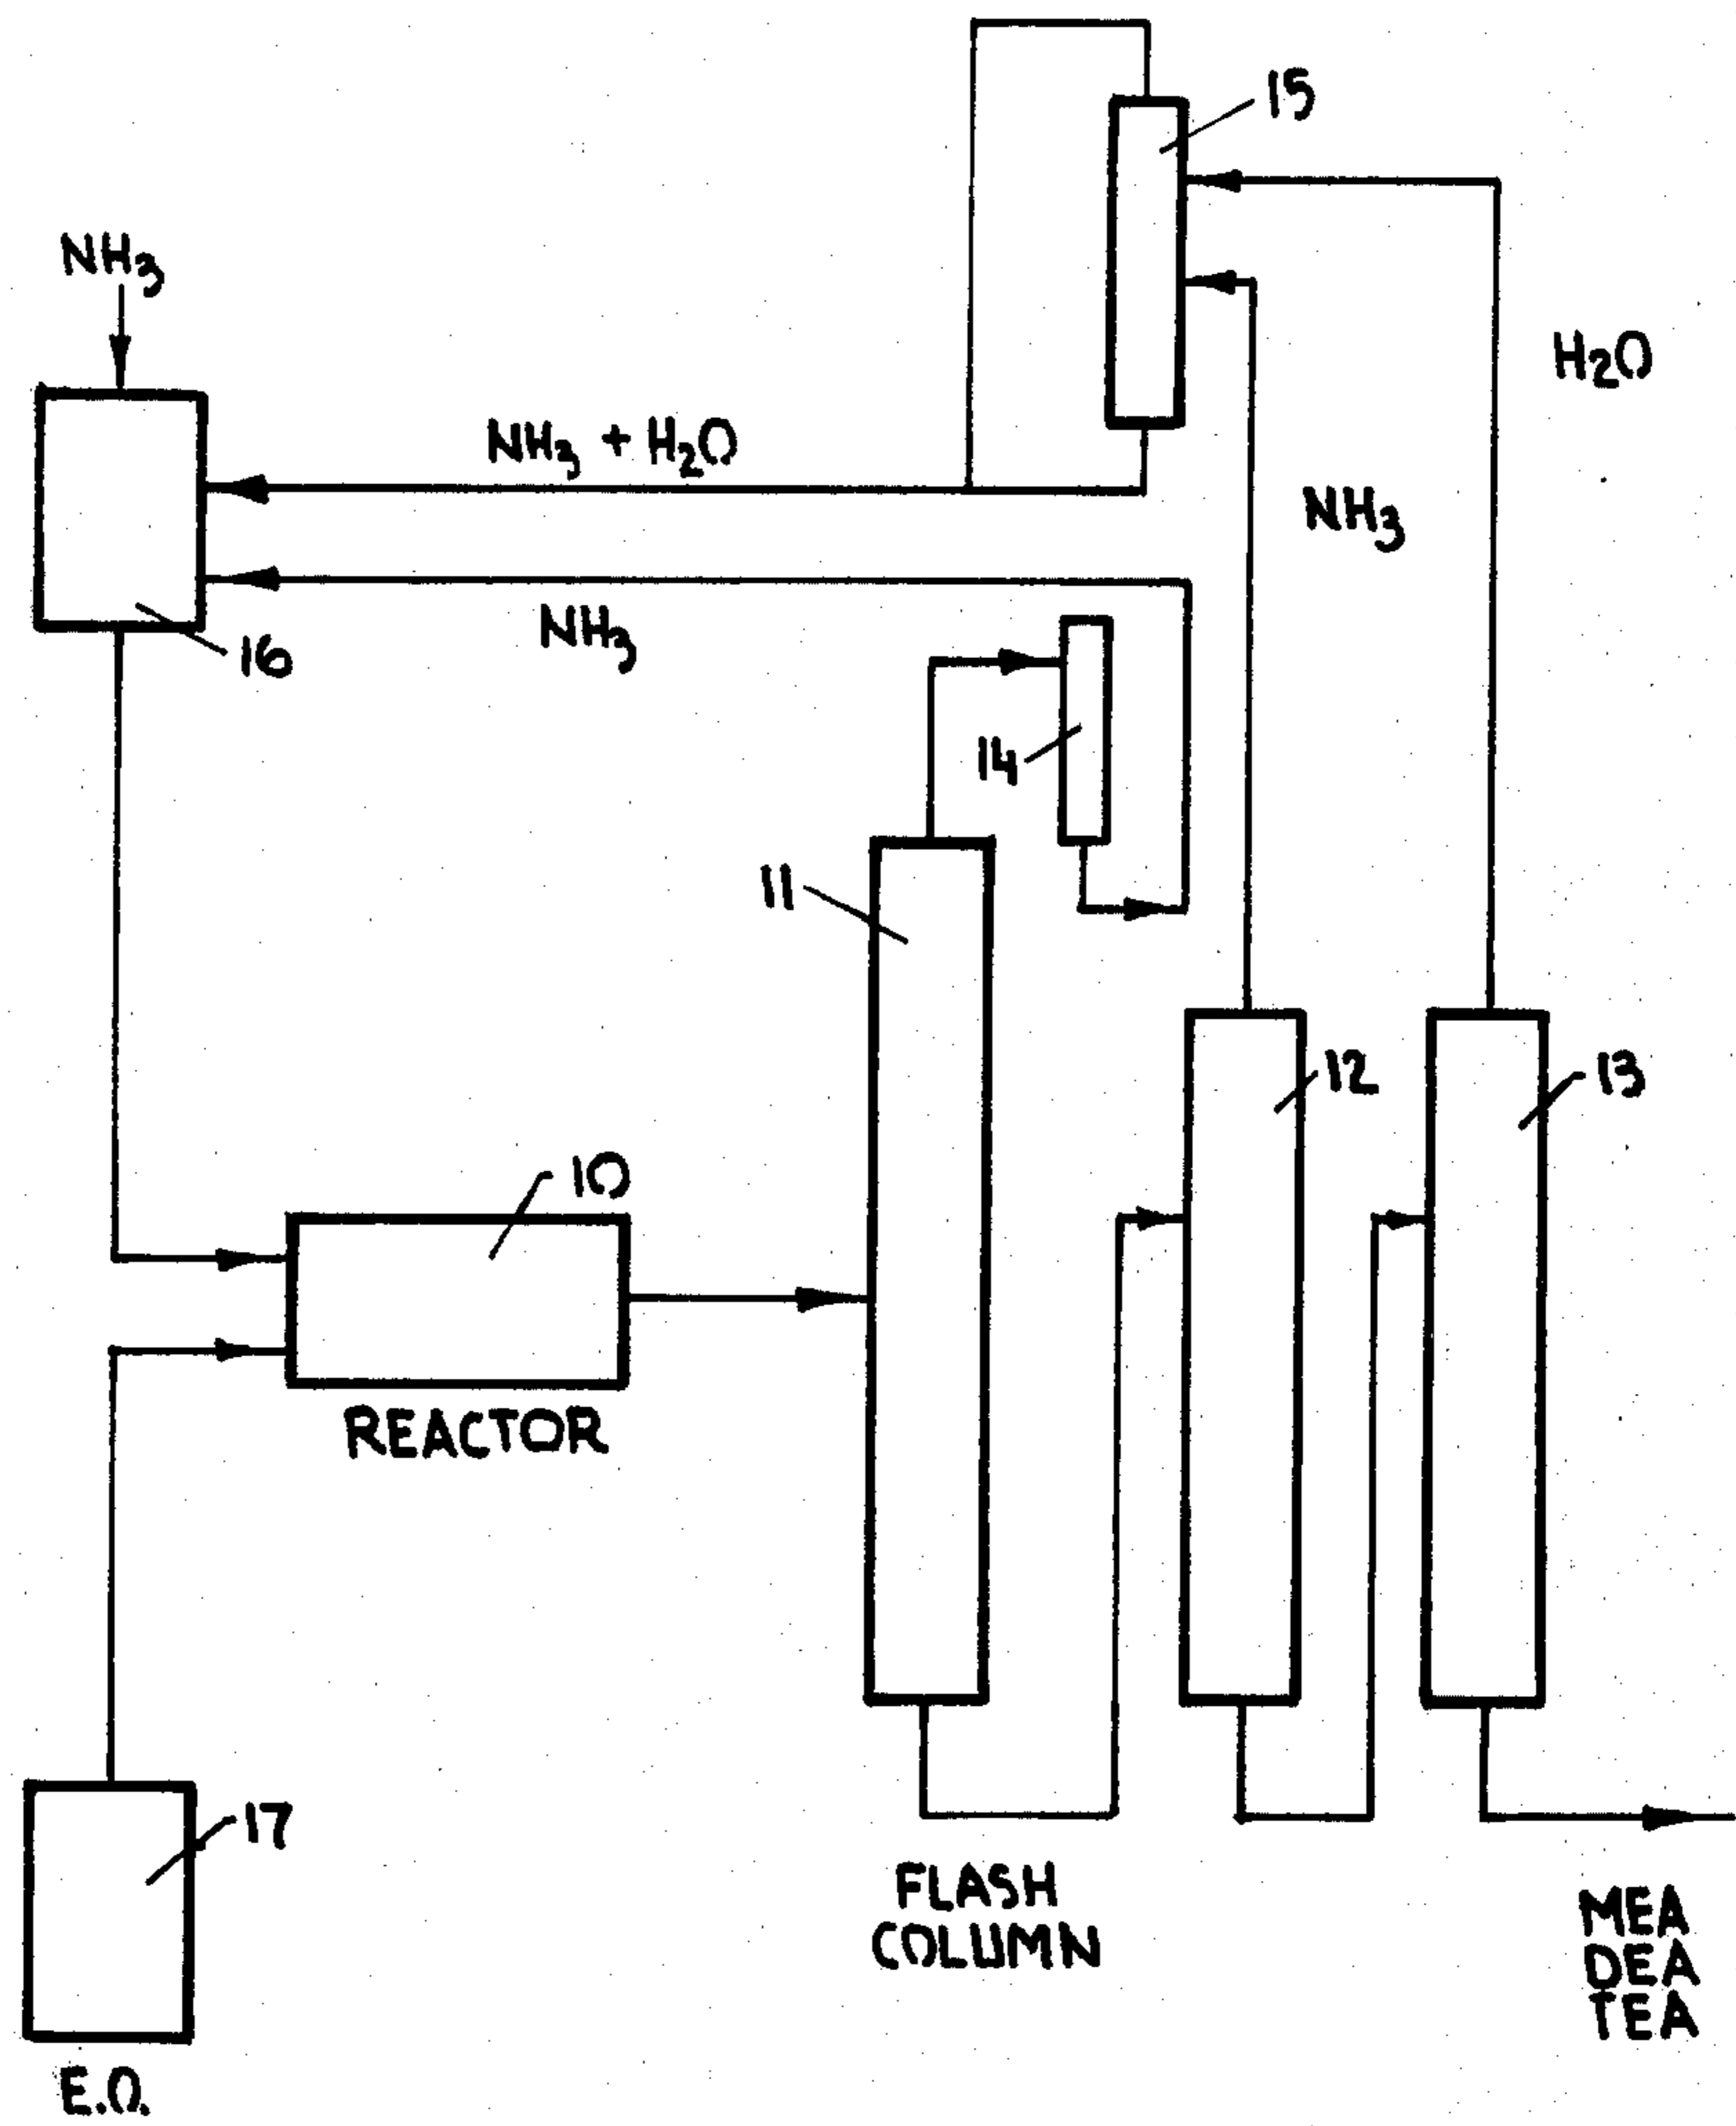 15
NH3
H2O
NH3 + H2O
NH3
NH3
16
14
11
12
13
10
REACTOR
17
FLASH
COLUMN
MEA
DEA
TEA
E.O.